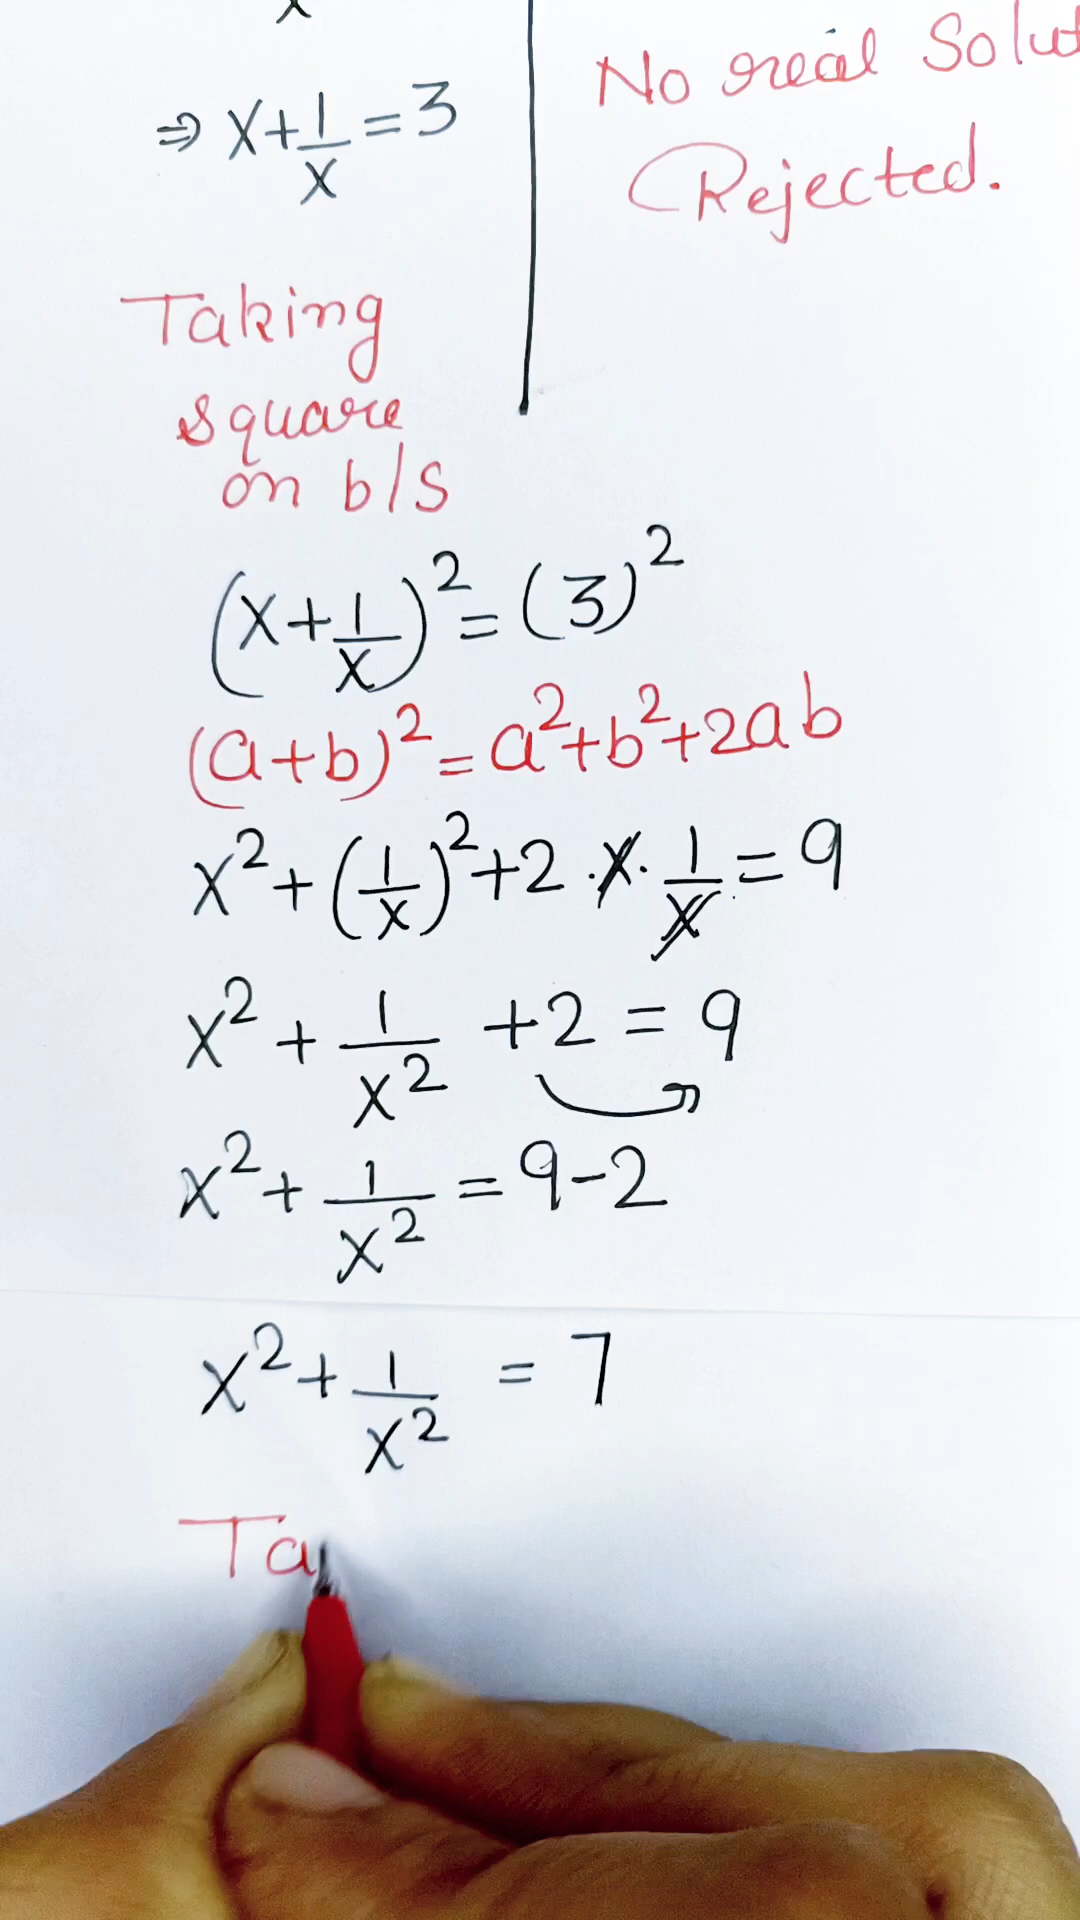 ⇒ x + 1/x = 3
No real
Rejected.
Taking
square
on b/s
(x + 1/x)² = (3)²
(a+b)² = a² + b² + 2ab
x² + (1/x)² + 2 · x · 1/x = 9
x² + 1/x² + 2 = 9
x² + 1/x² = 9 - 2
x² + 1/x² = 7
Ta